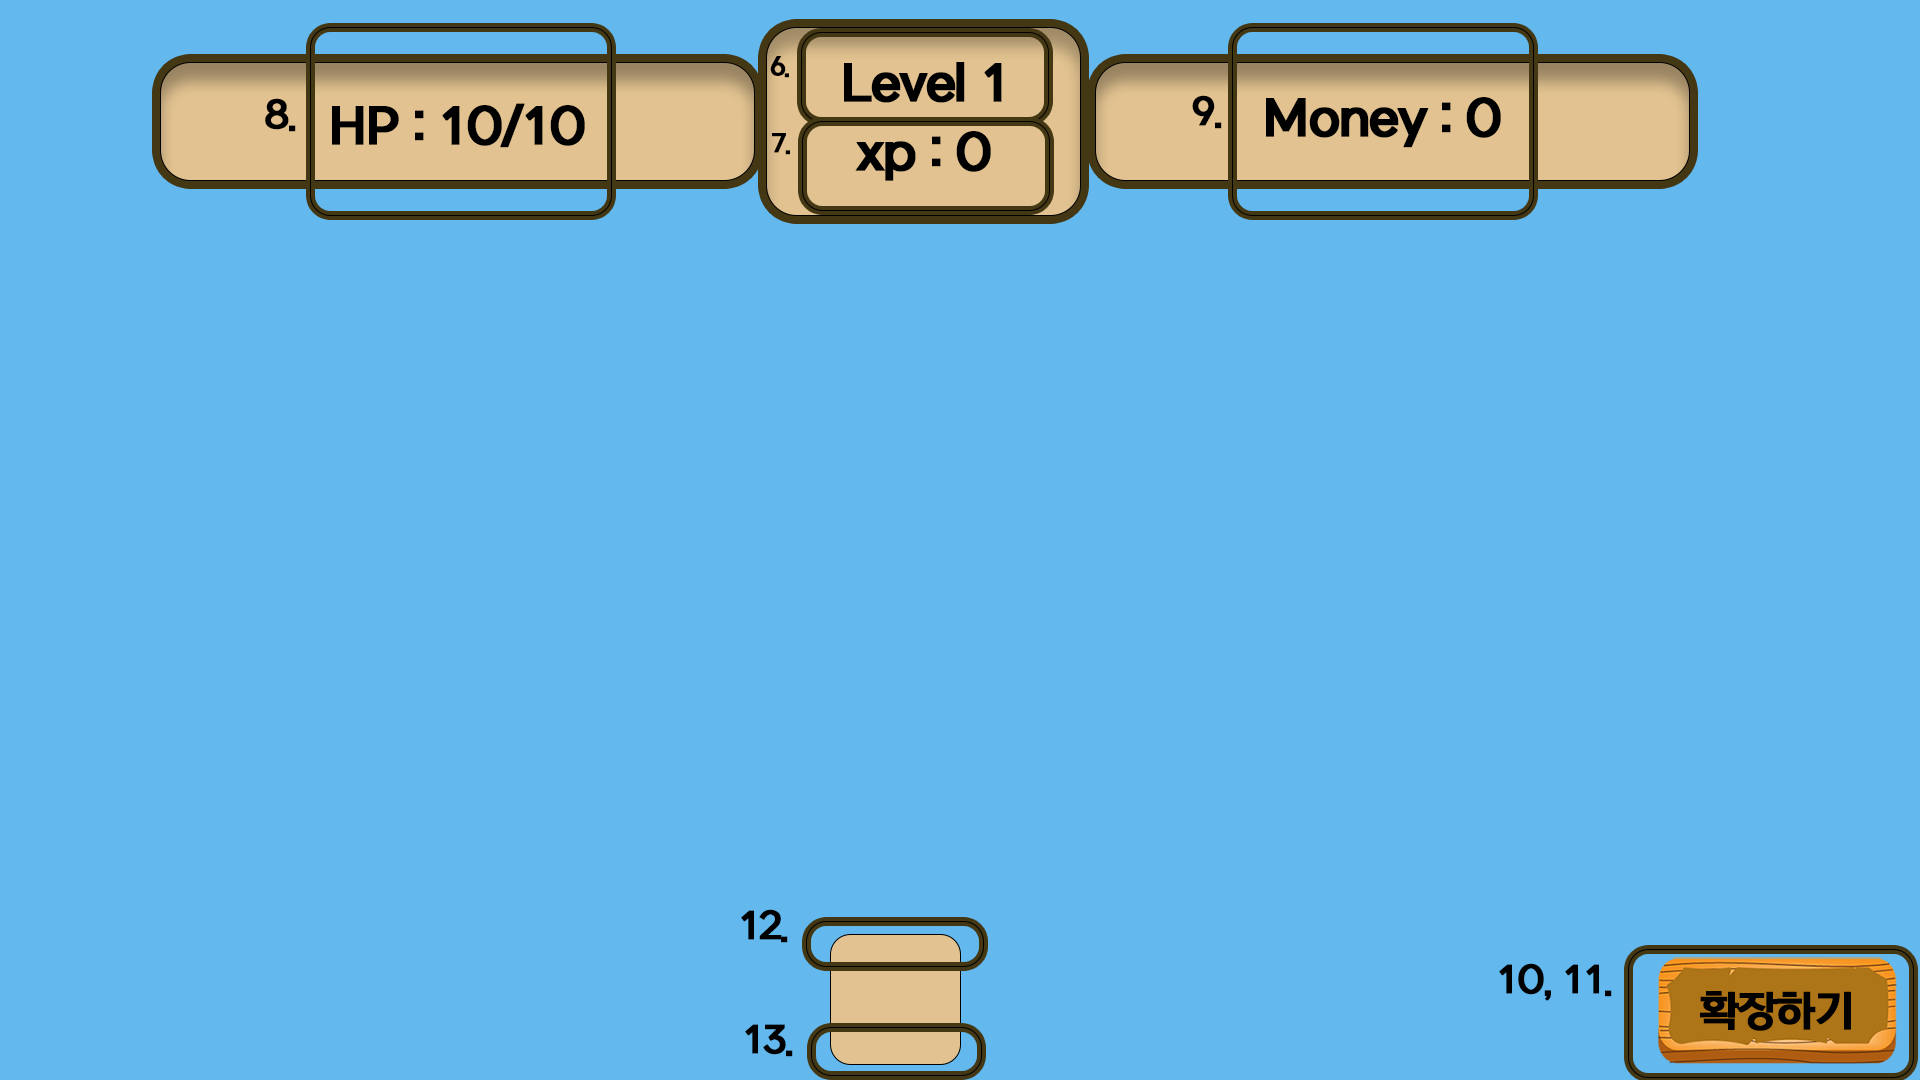 8. HP : 10/10
6. Level 1
7. xp : 0
9. Money : 0
12.
13.
10, 11. 확장하기